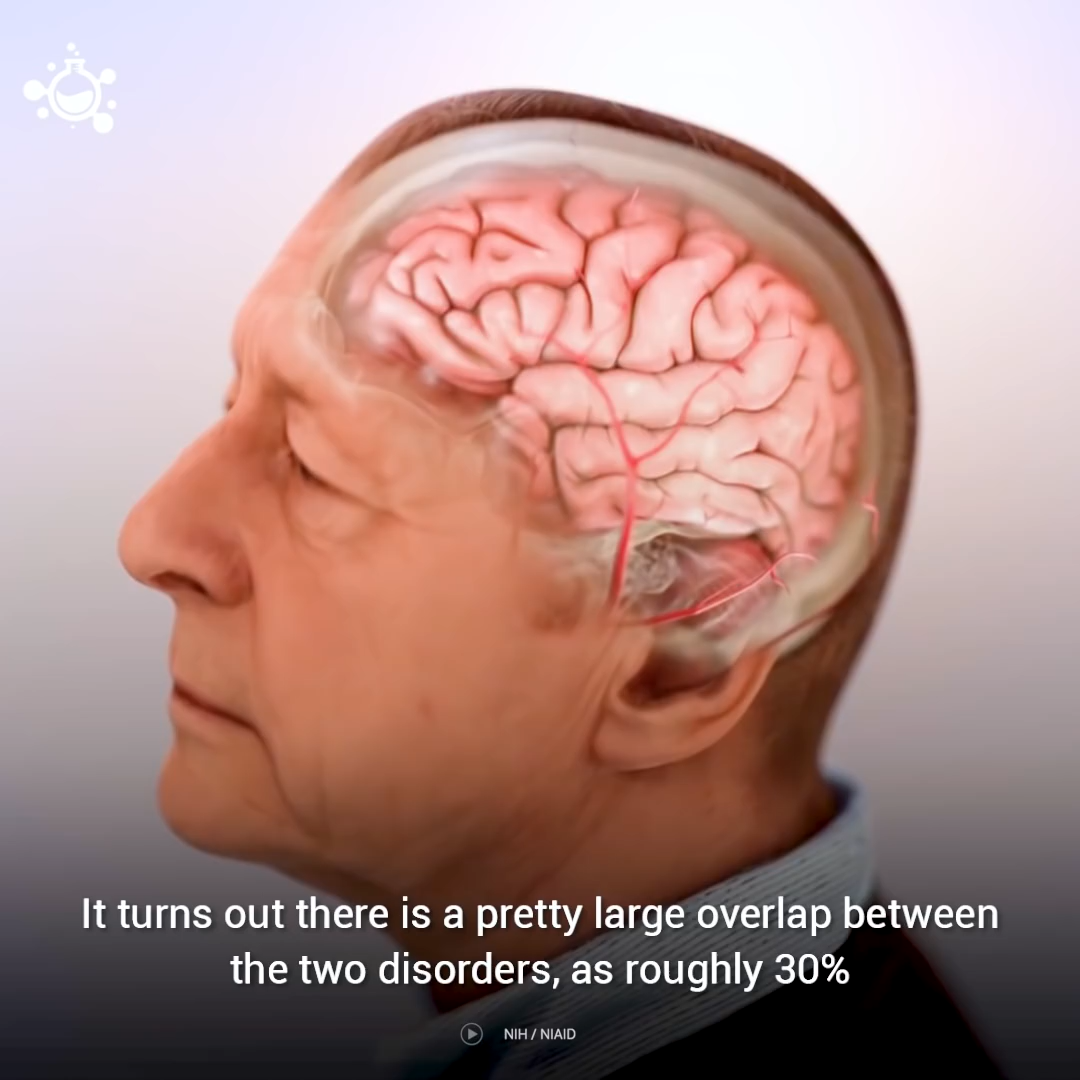 It turns out there is a pretty large overlap between
the two disorders, as roughly 30%
NIH / NIAID